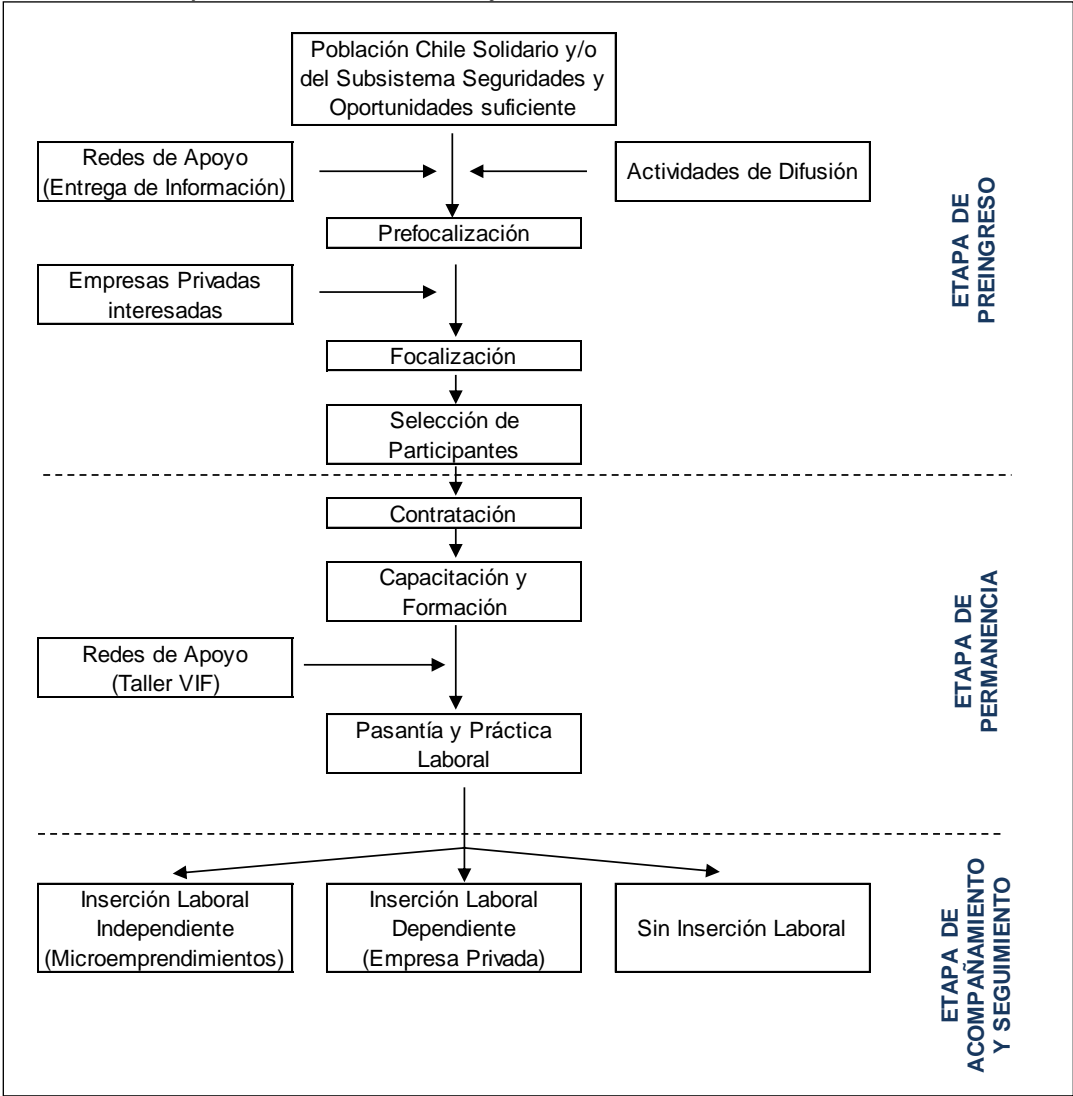 Población Chile Solidario y/o
del Subsistema Seguridades y
Oportunidades suficiente
Redes de Apoyo
(Entrega de Información)
Actividades de Difusión
Prefocalización
Empresas Privadas
interesadas
Focalización
Selección de
Participantes
ETAPA DE
PREINGRESO
Contratación
Capacitación y
Formación
Redes de Apoyo
(Taller VIF)
Pasantía y Práctica
Laboral
ETAPA DE
PERMANENCIA
Inserción Laboral
Independiente
(Microemprendimientos)
Inserción Laboral
Dependiente
(Empresa Privada)
Sin Inserción Laboral
ETAPA DE
ACOMPAÑAMIENTO
Y SEGUIMIENTO